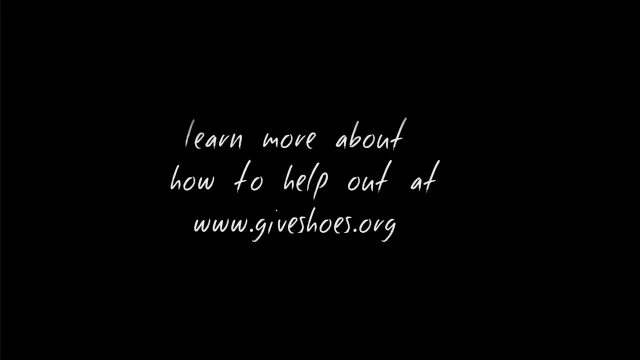 learn more about
how to help out at
www.giveshoes.org